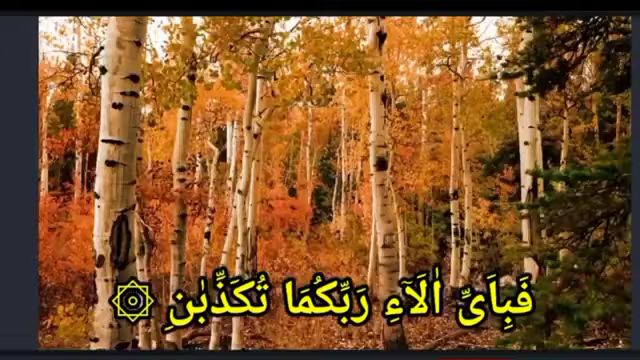 فَبِاَىِّ اٰلَآءِ رَبِّكُمَا تُكَذِّبٰنِ ۞